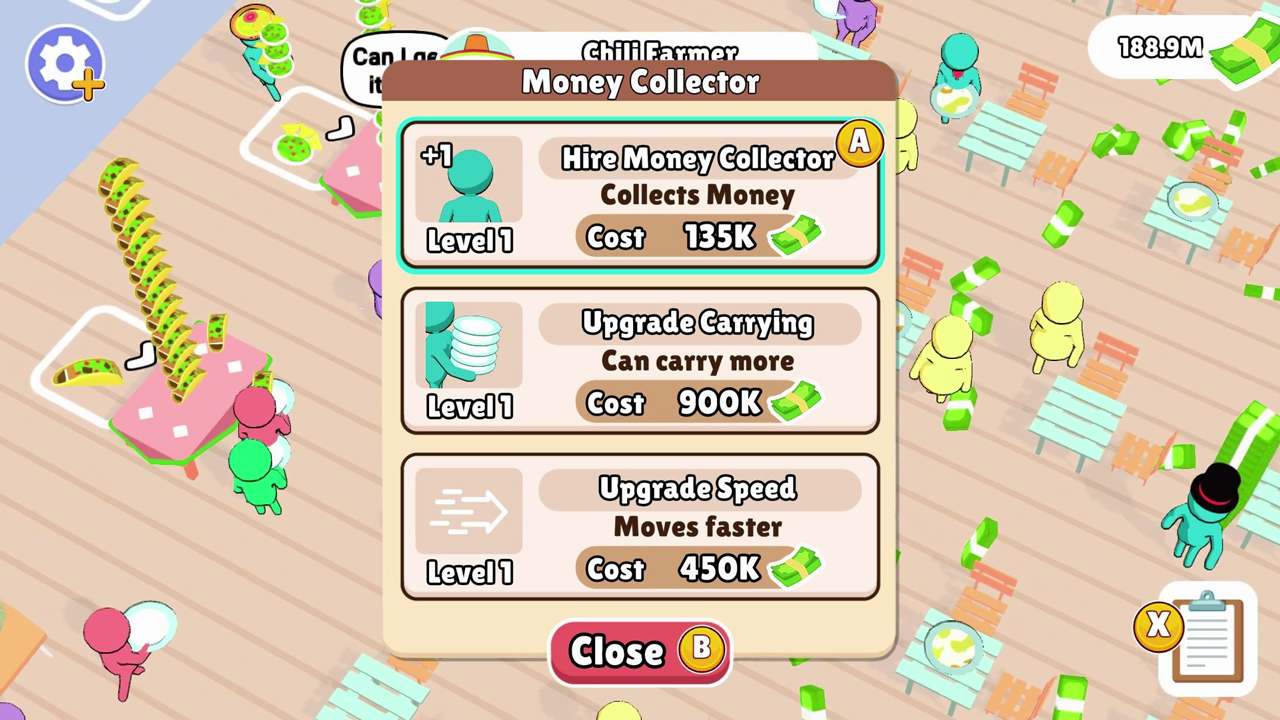 Can I ge
it
Chili Farmer
188.9M
Money Collector
+1
A
Hire Money Collector
Collects Money
Level 1
Cost 135K
Upgrade Carrying
Can carry more
Level 1
Cost 900K
Upgrade Speed
Moves faster
Level 1
Cost 450K
Close B
X